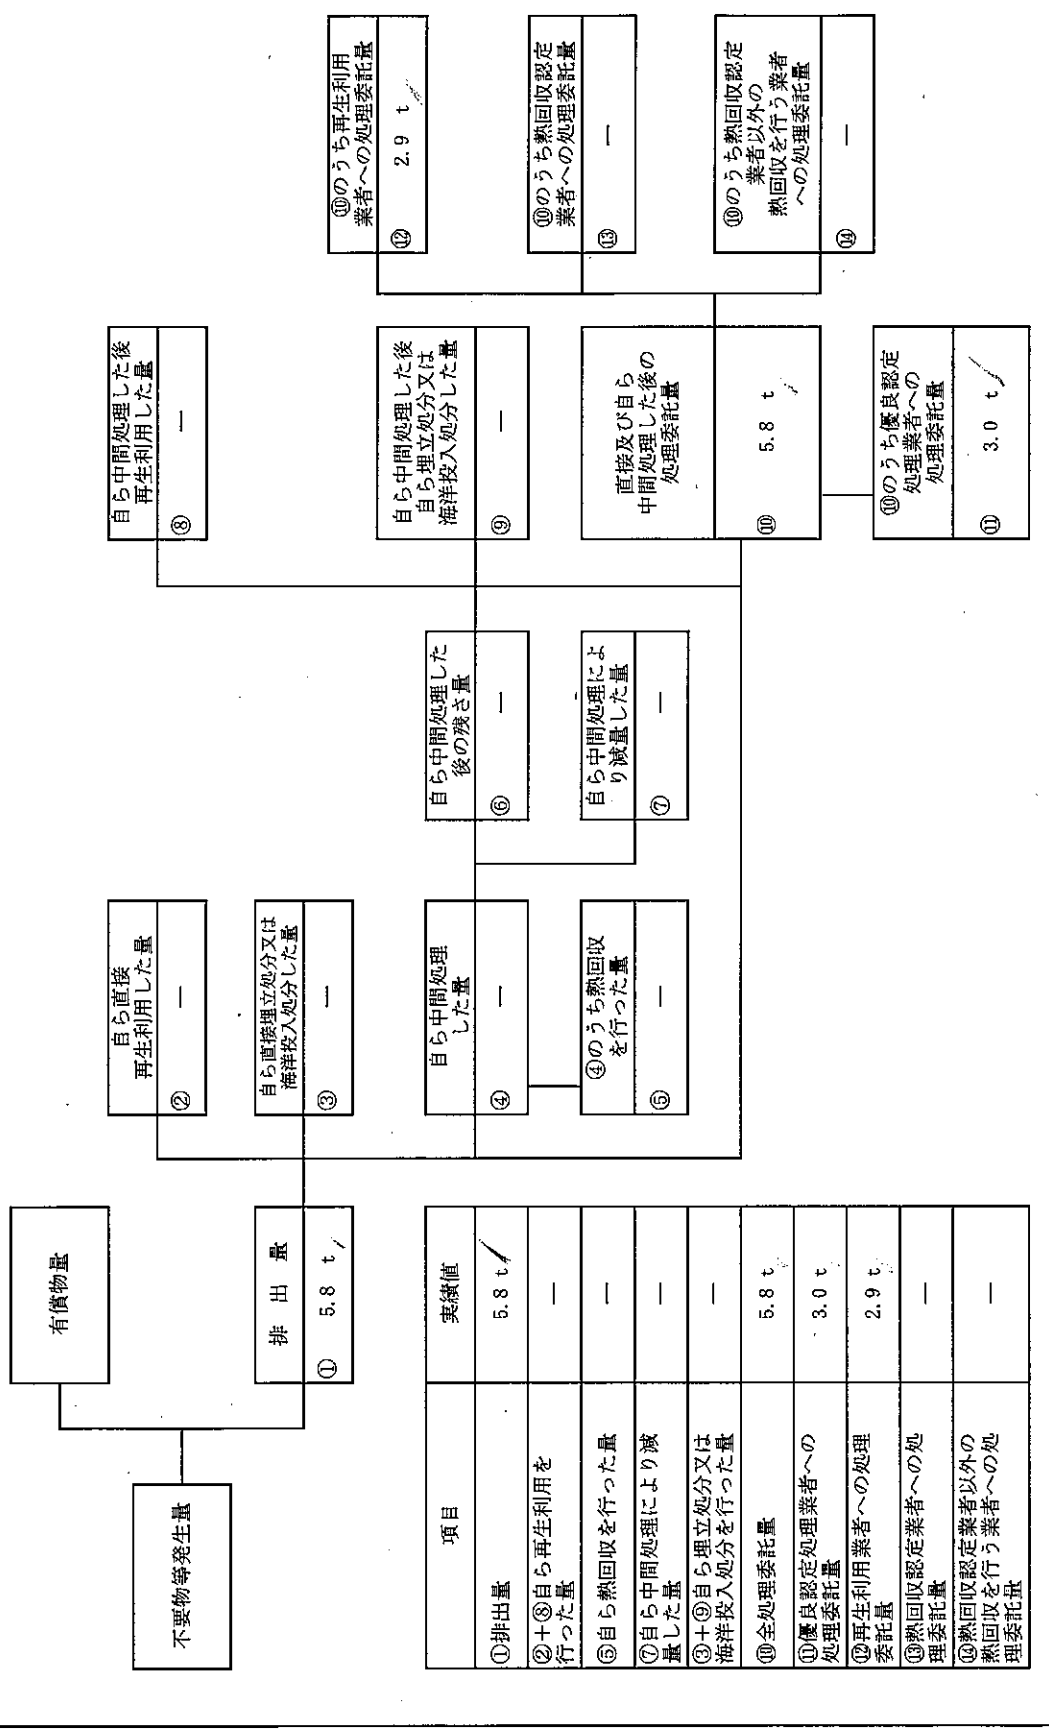 不要物等発生量
有償物量
排 出 量
① 5.8 t
自ら直接
再生利用した量
② ―
自ら直接埋立処分又は
海洋投入処分した量
③ ―
自ら中間処理
した量
④ ―
④のうち熱回収
を行った量
⑤ ―
自ら中間処理した
後の残さ量
⑥ ―
自ら中間処理によ
り減量した量
⑦ ―
自ら中間処理した後
再生利用した量
⑧ ―
自ら中間処理した後
自ら埋立処分又は
海洋投入処分した量
⑨ ―
直接及び自ら
中間処理した後の
処理委託量
⑩ 5.8 t
⑩のうち優良認定
処理業者への
処理委託量
⑪ 3.0 t
⑩のうち再生利用
業者への処理委託量
⑫ 2.9 t
⑩のうち熱回収認定
業者への処理委託量
⑬ ―
⑩のうち熱回収認定
業者以外の
熱回収を行う業者
への処理委託量
⑭ ―
項目 実績値
①排出量 5.8 t
②+⑧自ら再生利用を
行った量 ―
⑤自ら熱回収を行った量 ―
⑦自ら中間処理により減
量した量 ―
③+⑨自ら埋立処分又は
海洋投入処分を行った量 ―
⑩全処理委託量 5.8 t
⑪優良認定処理業者への
処理委託量 3.0 t
⑫再生利用業者への処理
委託量 2.9 t
⑬熱回収認定業者への処
理委託量 ―
⑭熱回収認定業者以外の
熱回収を行う業者への処
理委託量 ―